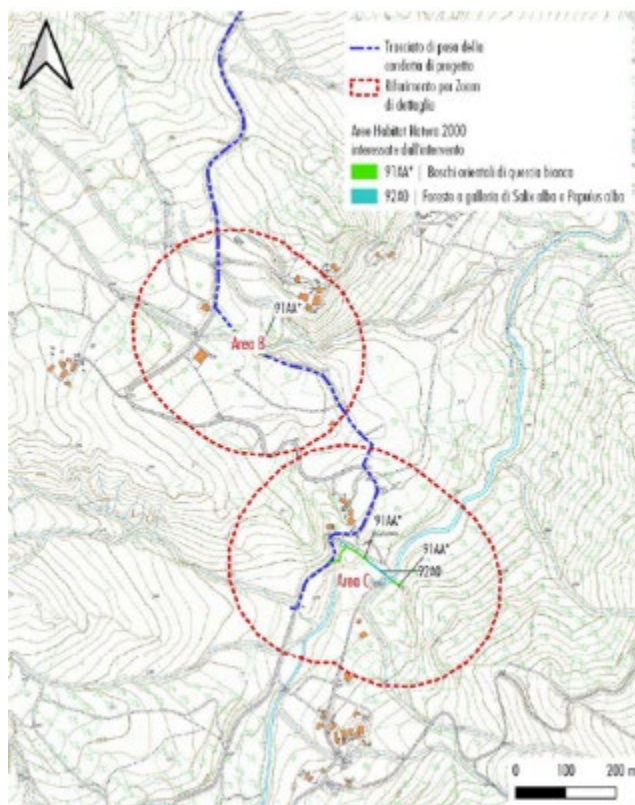 Tracciato di posa della
condotta di progetto
Riferimento per Zoom
di dettaglio
Aree Habitat Natura 2000
interessate dall'intervento
91AA* | Boschi orientali di quercia bianca
92A0 | Foreste a galleria di Salix alba e Populus alba
91AA*
Area B
91AA*
91AA*
92A0
Area C
0 100 200 m